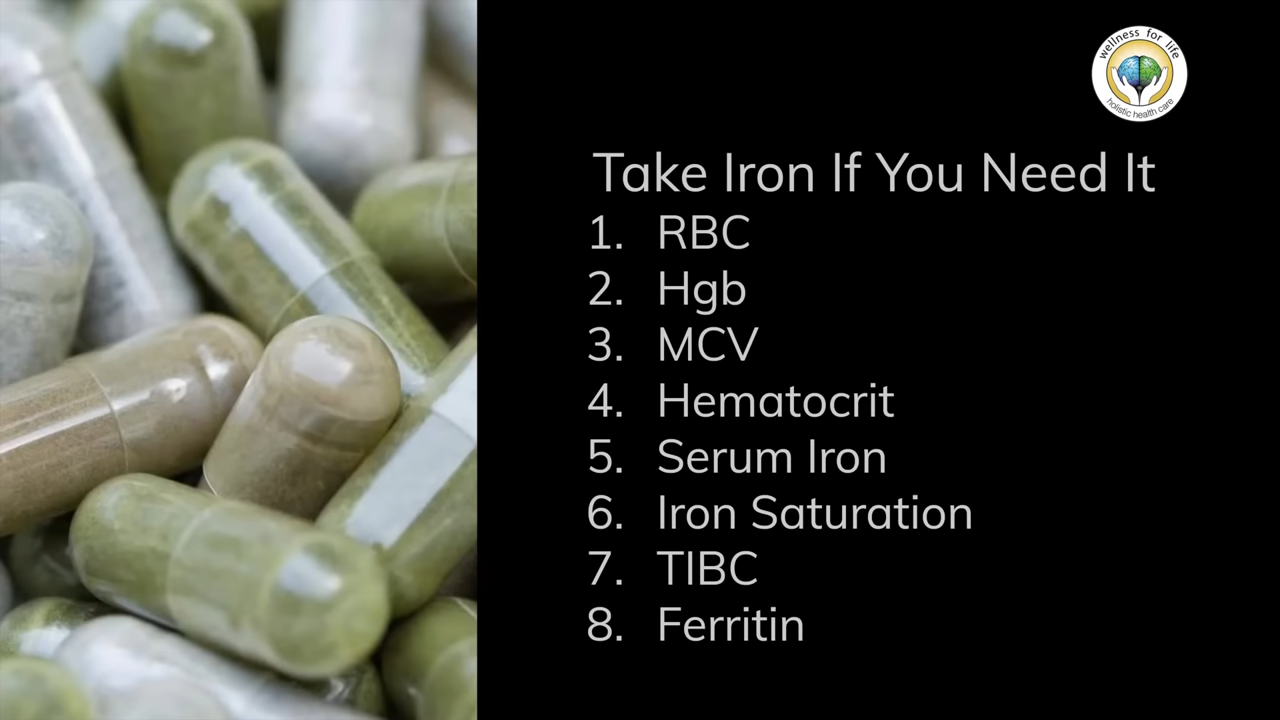 wellness for life
holistic health care
Take Iron If You Need It
1. RBC
2. Hgb
3. MCV
4. Hematocrit
5. Serum Iron
6. Iron Saturation
7. TIBC
8. Ferritin